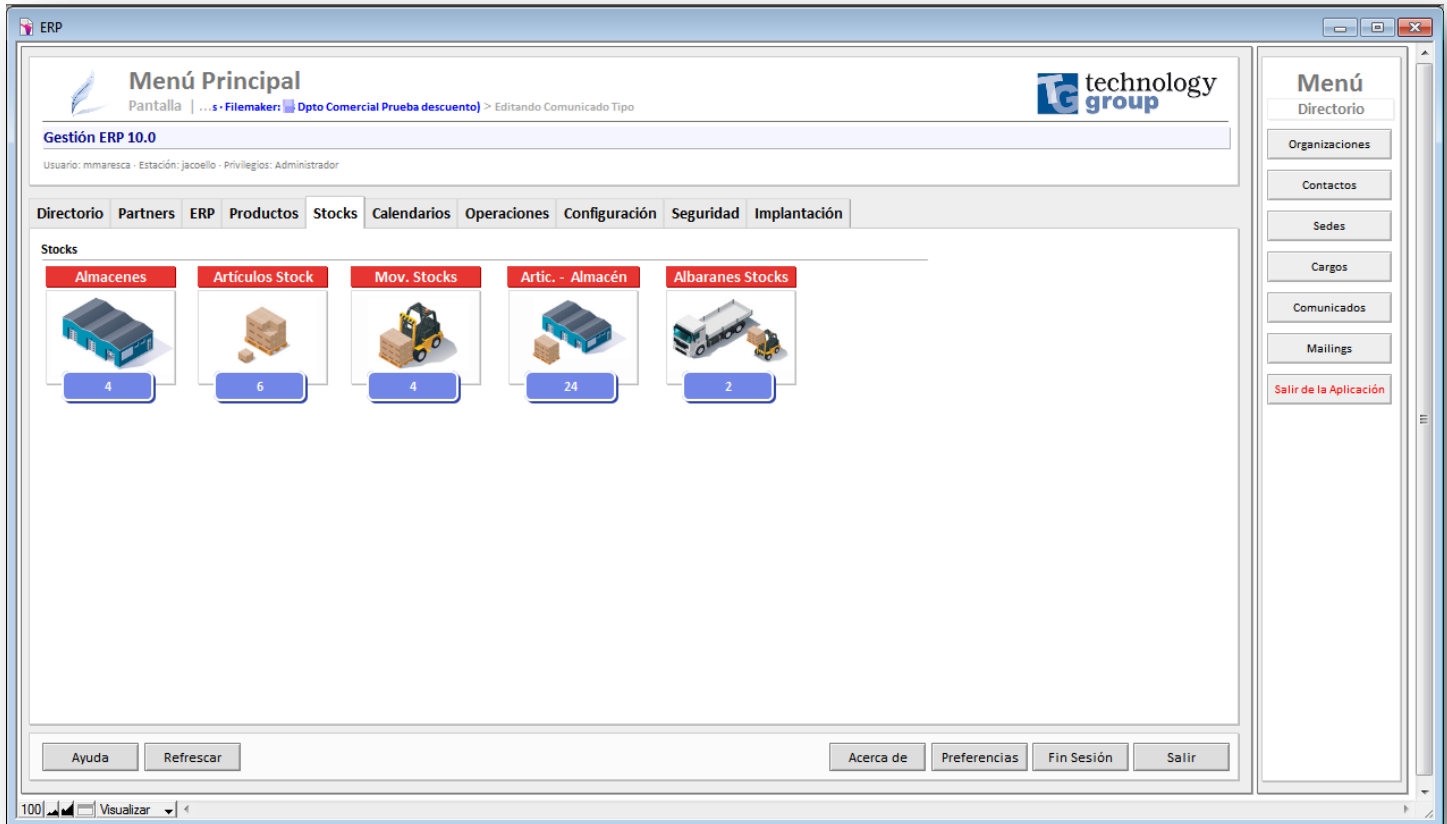 ERP
Menú Principal
Pantalla | ...s · Filemaker: Dpto Comercial Prueba descuento) > Editando Comunicado Tipo
technology
group
TG
Gestión ERP 10.0
Usuario: mmaresca · Estación: jacoello · Privilegios: Administrador
Directorio Partners ERP Productos Stocks Calendarios Operaciones Configuración Seguridad Implantación
Stocks
Almacenes Artículos Stock Mov. Stocks Artic. - Almacén Albaranes Stocks
4 6 4 24 2
Ayuda Refrescar Acerca de Preferencias Fin Sesión Salir
Menú
Directorio
Organizaciones
Contactos
Sedes
Cargos
Comunicados
Mailings
Salir de la Aplicación
100 Visualizar